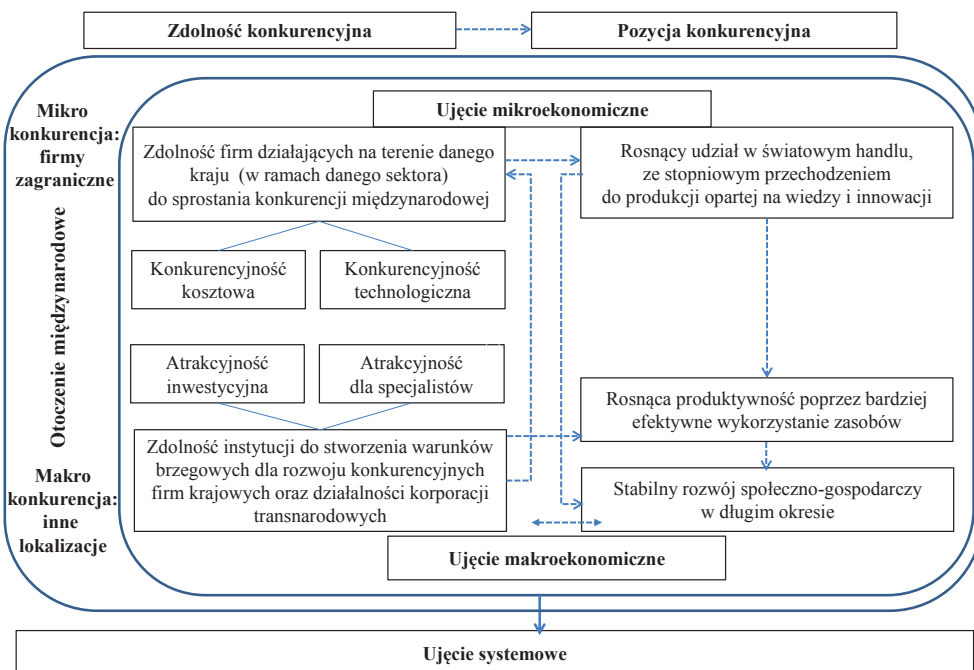 Zdolność konkurencyjna
Pozycja konkurencyjna
Mikro
konkurencja:
firmy
zagraniczne
Otoczenie międzynarodowe
Makro
konkurencja:
inne
lokalizacje
Ujęcie mikroekonomiczne
Zdolność firm działających na terenie danego
kraju (w ramach danego sektora)
do sprostania konkurencji międzynarodowej
Rosnący udział w światowym handlu,
ze stopniowym przechodzeniem
do produkcji opartej na wiedzy i innowacji
Konkurencyjność
kosztowa
Konkurencyjność
technologiczna
Atrakcyjność
inwestycyjna
Atrakcyjność
dla specjalistów
Zdolność instytucji do stworzenia warunków
brzegowych dla rozwoju konkurencyjnych
firm krajowych oraz działalności korporacji
transnarodowych
Rosnąca produktywność poprzez bardziej
efektywne wykorzystanie zasobów
Stabilny rozwój społeczno-gospodarczy
w długim okresie
Ujęcie makroekonomiczne
Ujęcie systemowe